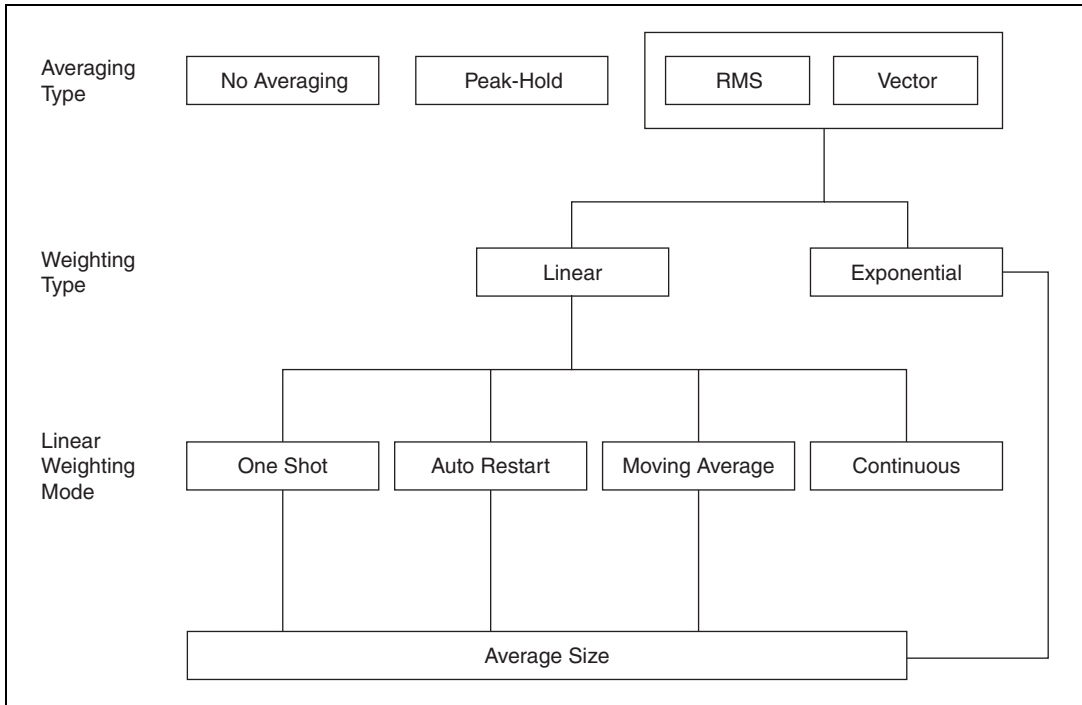 Averaging
Type
No Averaging
Peak-Hold
RMS
Vector
Weighting
Type
Linear
Exponential
Linear
Weighting
Mode
One Shot
Auto Restart
Moving Average
Continuous
Average Size